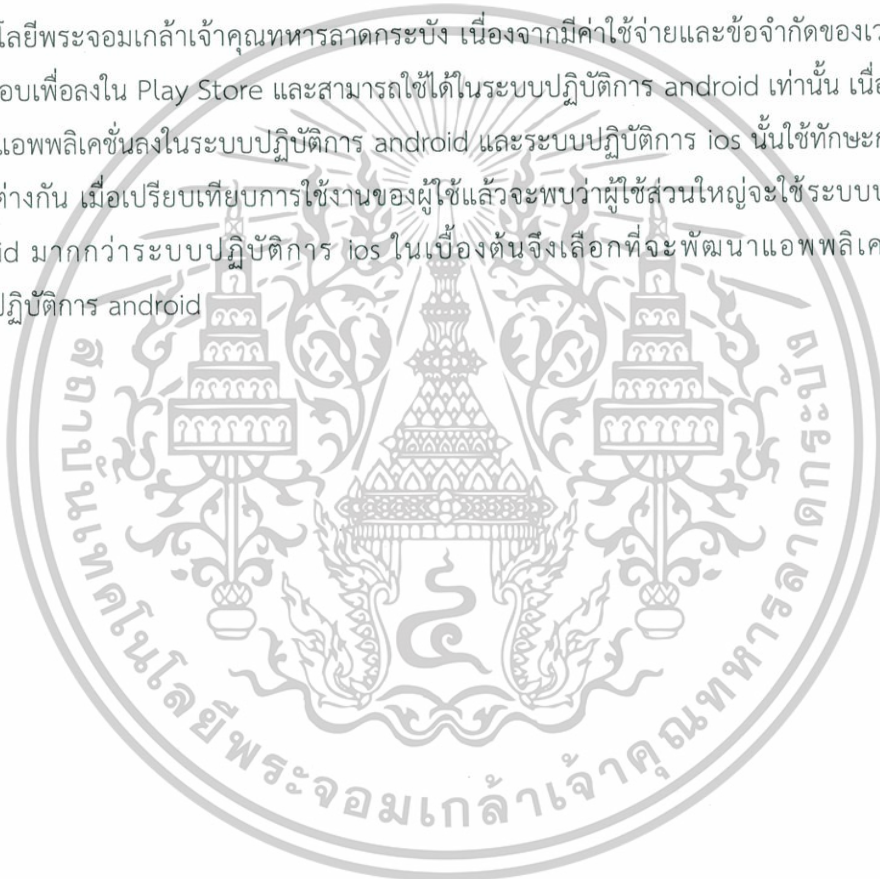 โลยีพระจอมเกล้าเจ้าคุณทหารลาดกระบัง เนื่องจากมีค่าใช้จ่ายและข้อจำกัดของเว
อบเพื่อลงใน Play Store และสามารถใช้ได้ในระบบปฏิบัติการ android เท่านั้น เนื่อ
แอพพลิเคชั่นลงในระบบปฏิบัติการ android และระบบปฏิบัติการ ios นั้นใช้ทักษะก
ต่างกัน เมื่อเปรียบเทียบการใช้งานของผู้ใช้แล้วจะพบว่าผู้ใช้ส่วนใหญ่จะใช้ระบบป
id มากกว่าระบบปฏิบัติการ ios ในเบื้องต้นจึงเลือกที่จะพัฒนาแอพพลิเค
ปฏิบัติการ android
สถาบันเทคโนโลยีพระจอมเกล้าเจ้าคุณทหารลาดกระบัง
๔